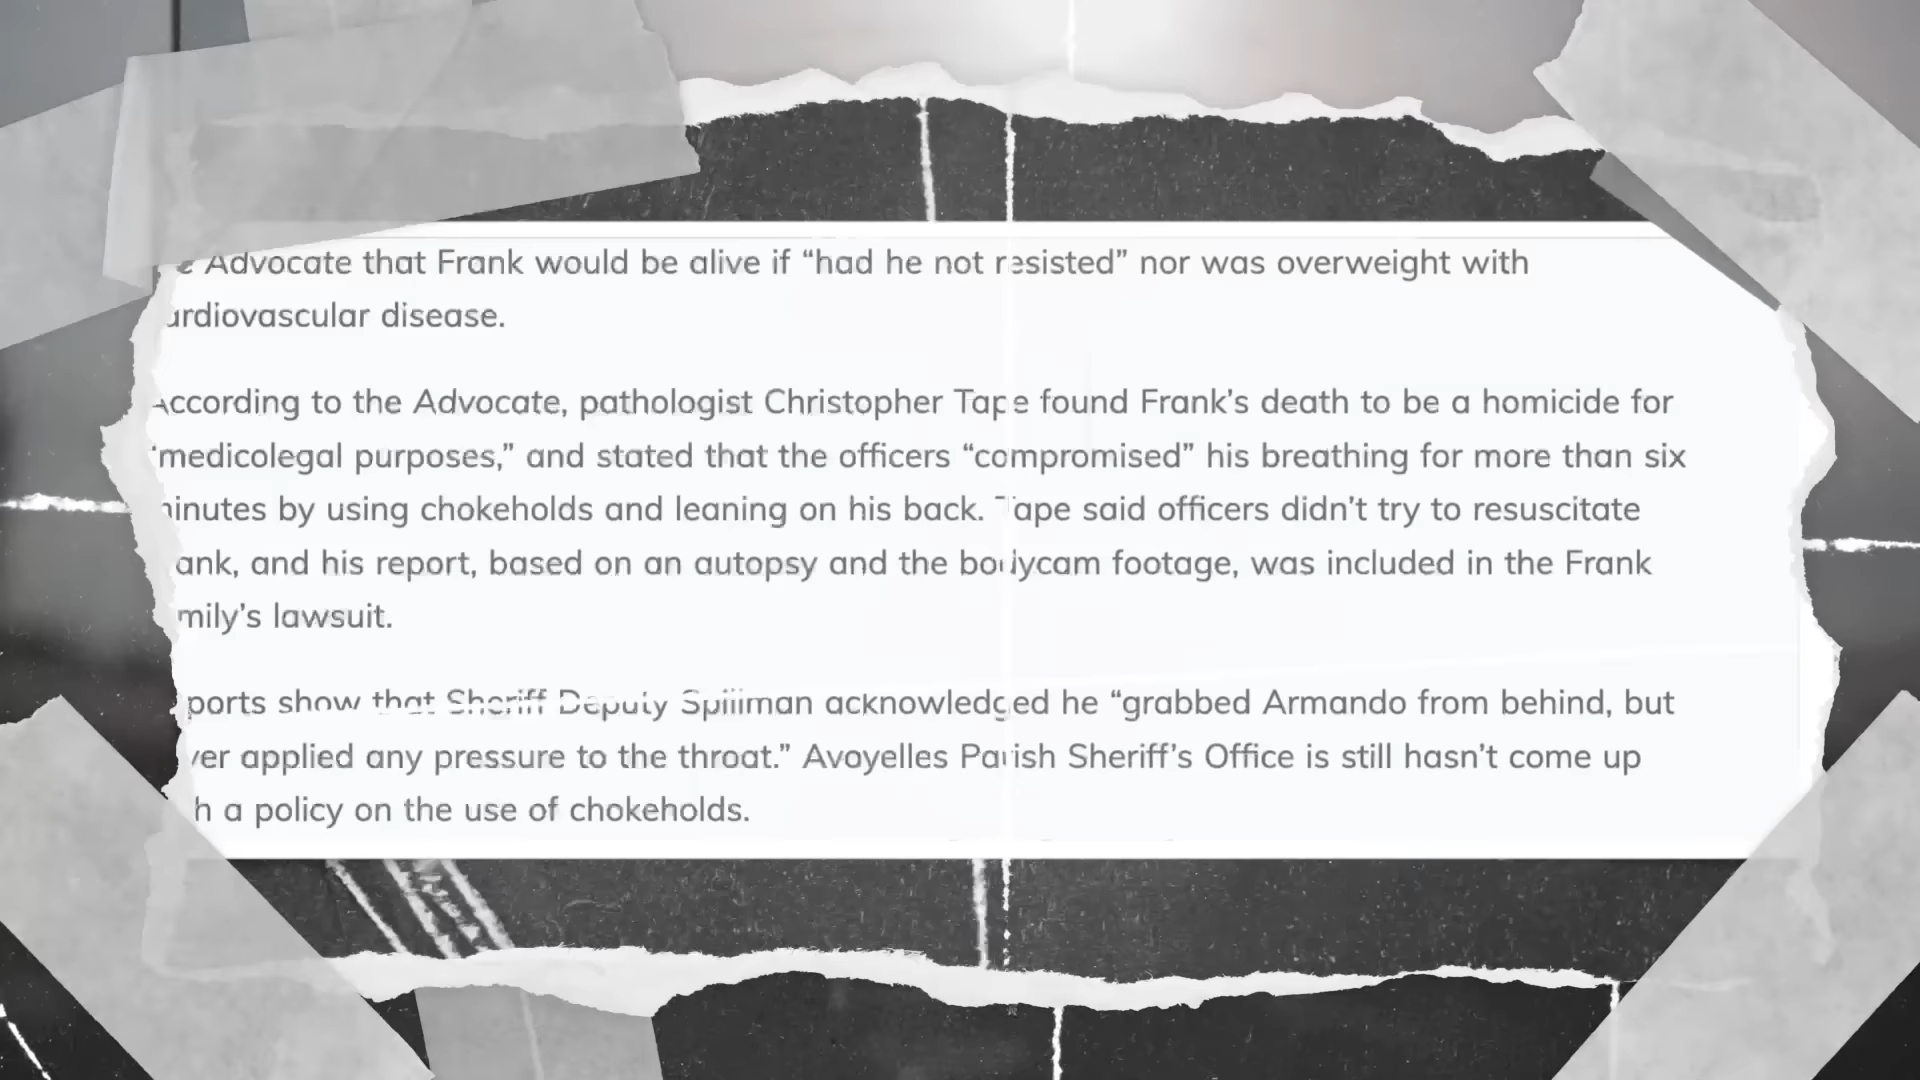 Advocate that Frank would be alive if “had he not resisted” nor was overweight with
ardiovascular disease.
According to the Advocate, pathologist Christopher Tape found Frank’s death to be a homicide for
“medicolegal purposes,” and stated that the officers “compromised” his breathing for more than six
minutes by using chokeholds and leaning on his back. Tape said officers didn’t try to resuscitate
ank, and his report, based on an autopsy and the bodycam footage, was included in the Frank
mily’s lawsuit.
ports show that Sheriff Deputy Spillman acknowledged he “grabbed Armando from behind, but
ver applied any pressure to the throat.” Avoyelles Parish Sheriff’s Office is still hasn’t come up
h a policy on the use of chokeholds.